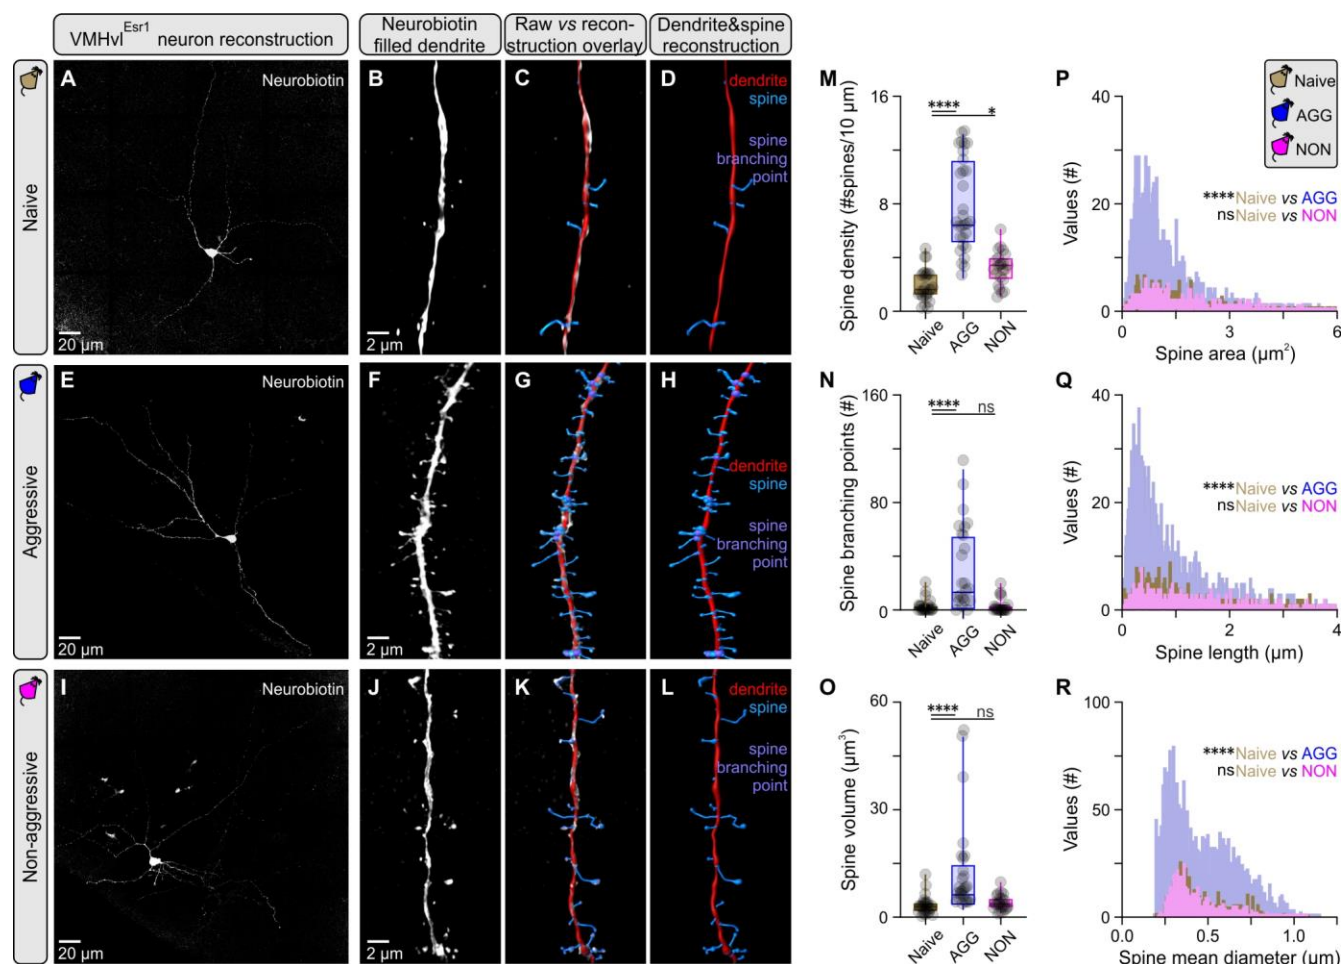 VMHvl^Esr1 neuron reconstruction
Neurobiotin
filled dendrite
Raw vs recon-
struction overlay
Dendrite&spine
reconstruction
Naive
A
Neurobiotin
20 µm
B
2 µm
C
D
dendrite
spine
spine
branching
point
Aggressive
E
Neurobiotin
20 µm
F
2 µm
G
H
dendrite
spine
spine
branching
point
Non-aggressive
I
Neurobiotin
20 µm
J
2 µm
K
L
dendrite
spine
spine
branching
point
M
Spine density (#spines/10 µm)
16
8
0
****
*
Naive
AGG
NON
N
Spine branching points (#)
160
80
0
****
ns
Naive
AGG
NON
O
Spine volume (µm³)
60
30
0
****
ns
Naive
AGG
NON
P
Values (#)
40
20
0
0
3
6
Spine area (µm²)
****Naive vs AGG
nsNaive vs NON
Naive
AGG
NON
Q
Values (#)
40
20
0
0
2
4
Spine length (µm)
****Naive vs AGG
nsNaive vs NON
R
Values (#)
100
50
0
0
0.5
1.0
Spine mean diameter (µm)
****Naive vs AGG
nsNaive vs NON